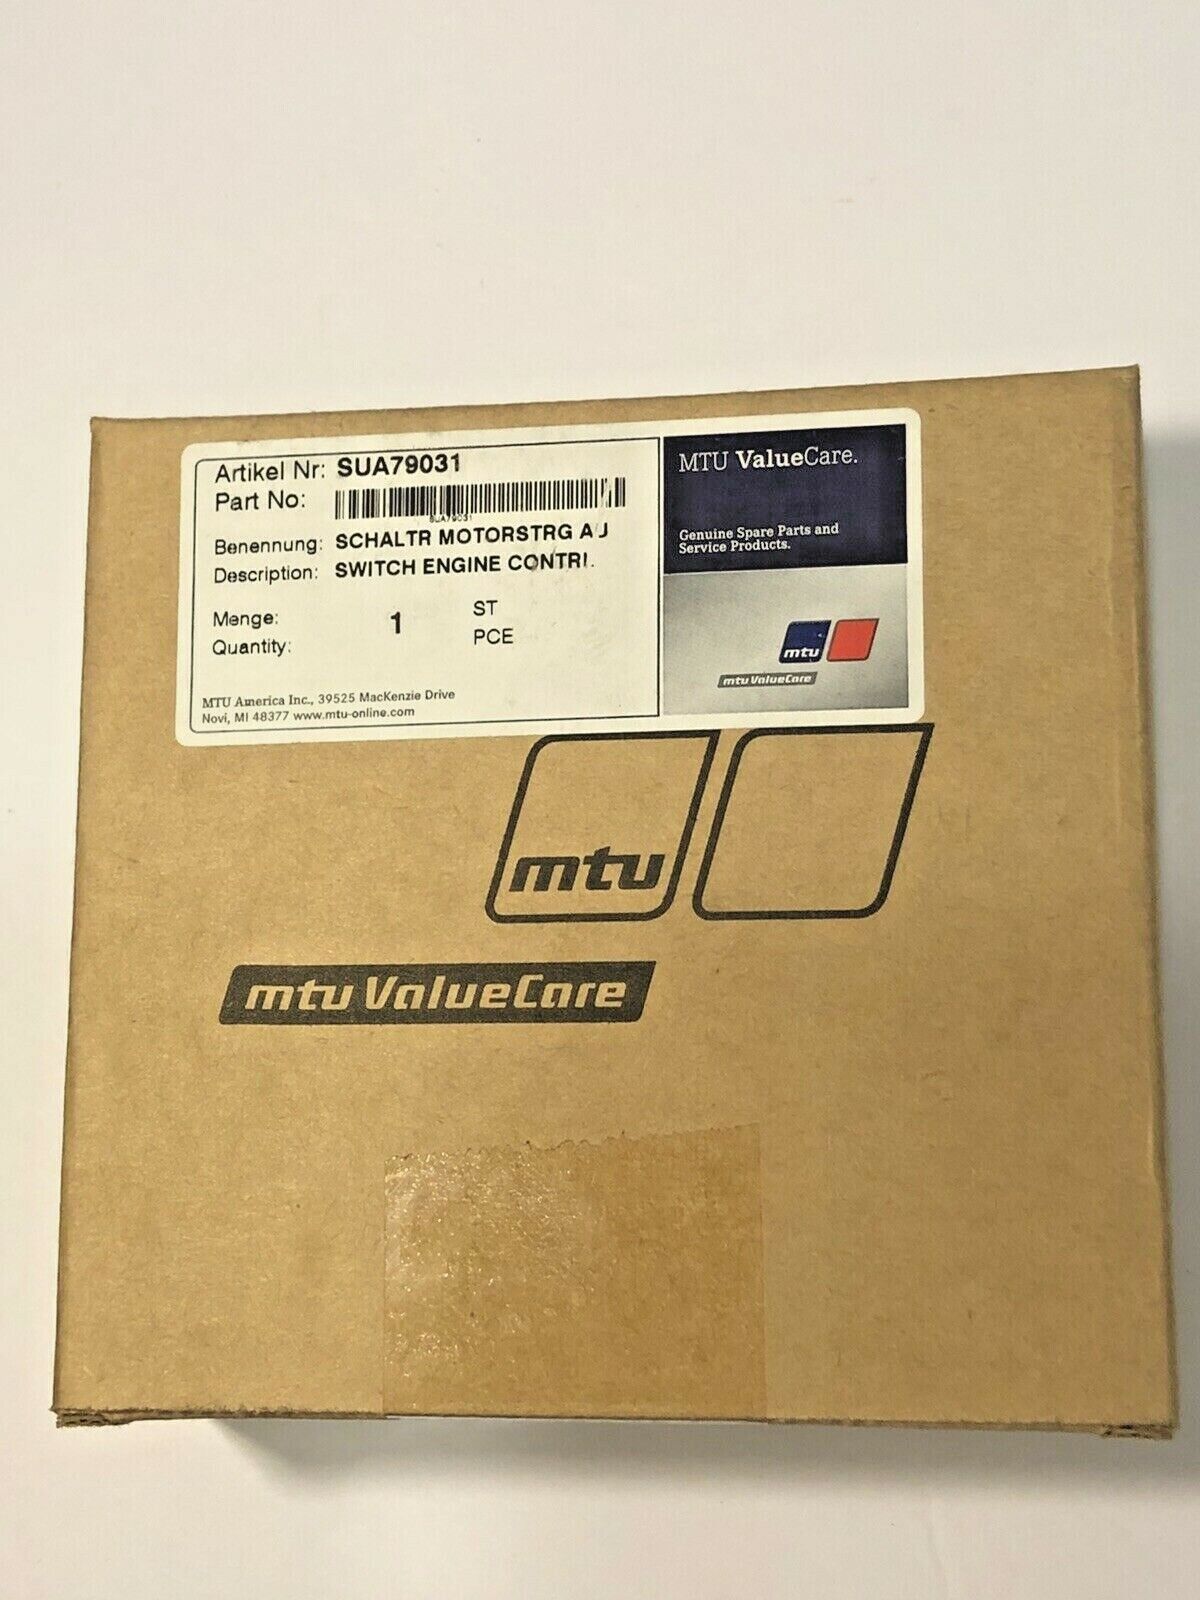 Artikel Nr: SUA79031
Part No:
SUA79031
Benennung: SCHALTR MOTORSTRG
Description: SWITCH ENGINE
Menge: 1 ST
Quantity: PCE
MTU America Inc., 39525 MacKenzie Drive
Novi, MI 48377 www.mtu-online.com
MTU ValueCare.
Genuine Spare Parts and
Service Products.
mtu
mtu ValueCare
mtu
mtu ValueCare